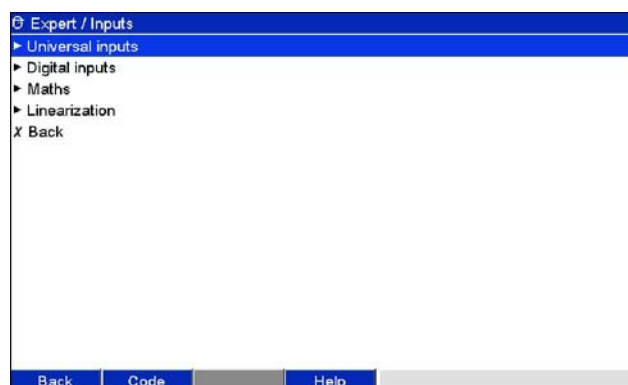 Expert / Inputs
Universal inputs
Digital inputs
Maths
Linearization
X Back
Back Code Help